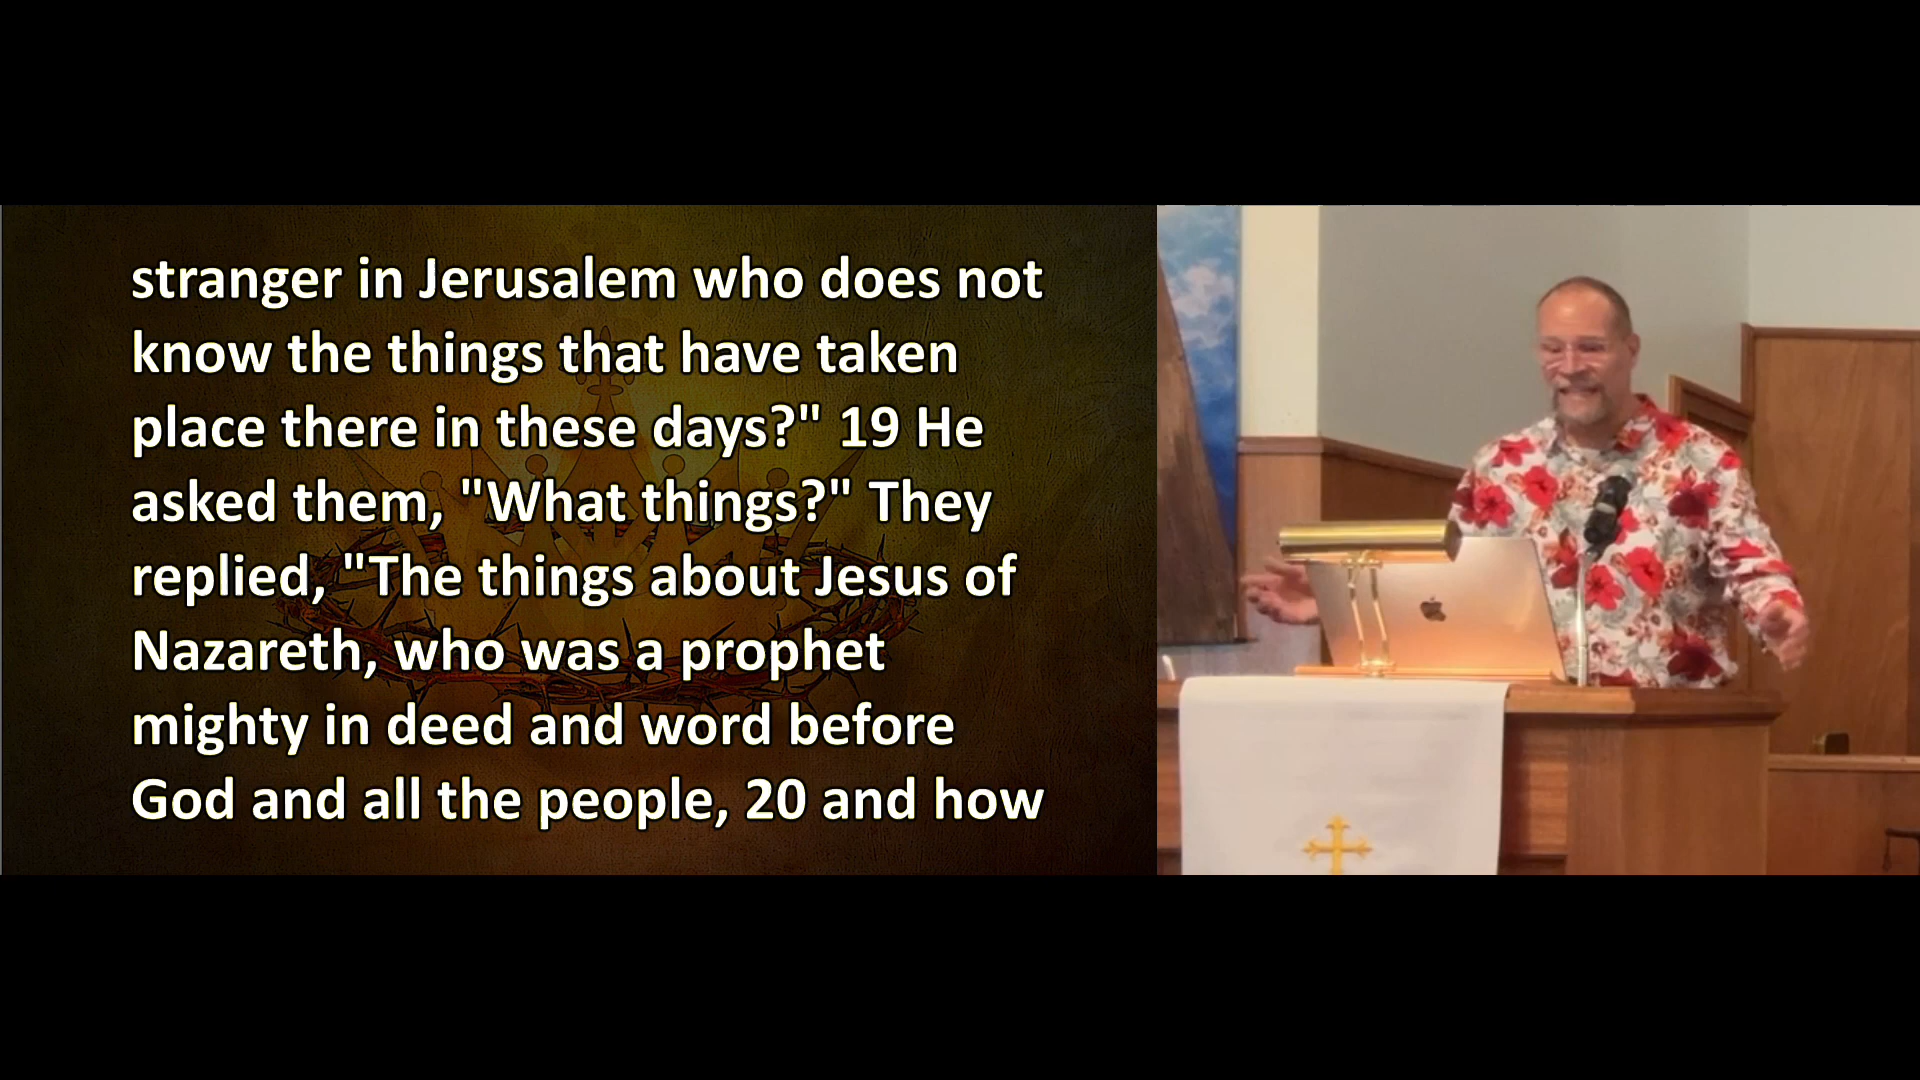 stranger in Jerusalem who does not
know the things that have taken
place there in these days?" 19 He
asked them, "What things?" They
replied, "The things about Jesus of
Nazareth, who was a prophet
mighty in deed and word before
God and all the people, 20 and how